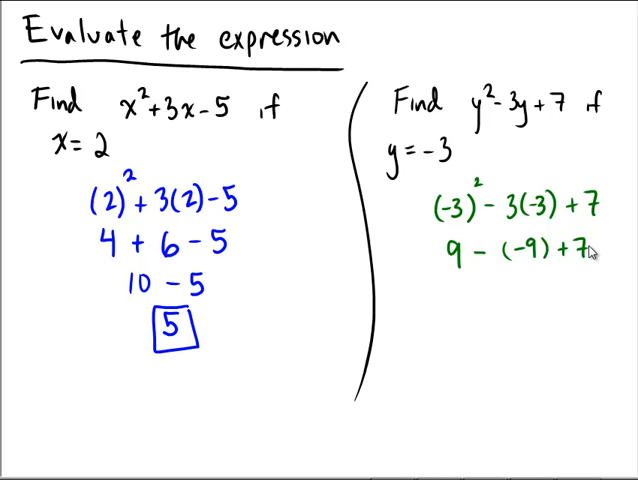 Evaluate the expression
Find x²+3x-5 if
x=2
(2)²+3(2)-5
4 + 6 - 5
10 - 5
5
Find y²-3y+7 if
y=-3
(-3)² - 3(-3) + 7
9 - (-9) + 7